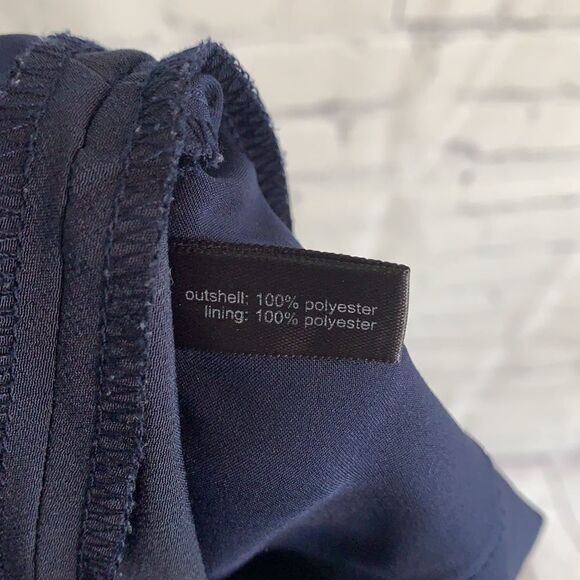 outshell: 100% polyester
lining: 100% polyester